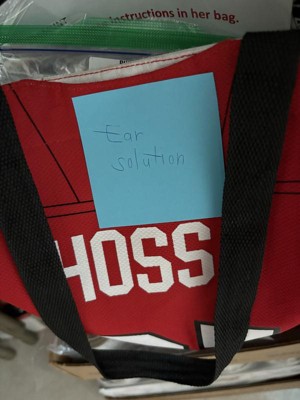 instructions in her bag.
Ear
solution
HOSS